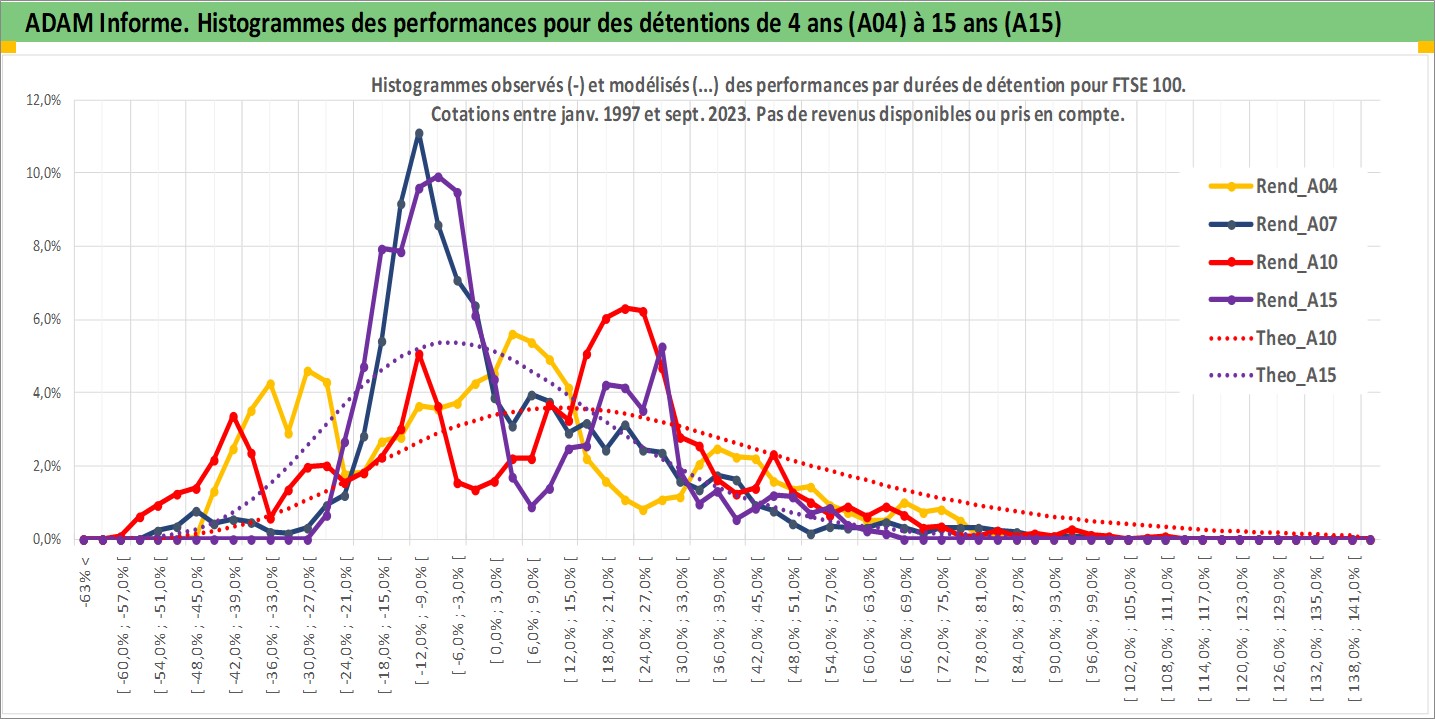 ADAM Informe. Histogrammes des performances pour des détentions de 4 ans (A04) à 15 ans (A15)
Histogrammes observés (-) et modélisés (...) des performances par durées de détention pour FTSE 100.
Cotations entre janv. 1997 et sept. 2023. Pas de revenus disponibles ou pris en compte.
12,0%
10,0%
8,0%
6,0%
4,0%
2,0%
0,0%
Rend_A04
Rend_A07
Rend_A10
Rend_A15
Theo_A10
Theo_A15
-63% <
[ -60,0% ; -57,0% [
[ -54,0% ; -51,0% [
[ -48,0% ; -45,0% [
[ -42,0% ; -39,0% [
[ -36,0% ; -33,0% [
[ -30,0% ; -27,0% [
[ -24,0% ; -21,0% [
[ -18,0% ; -15,0% [
[ -12,0% ; -9,0% [
[ -6,0% ; -3,0% [
[ 0,0% ; 3,0% [
[ 6,0% ; 9,0% [
[ 12,0% ; 15,0% [
[ 18,0% ; 21,0% [
[ 24,0% ; 27,0% [
[ 30,0% ; 33,0% [
[ 36,0% ; 39,0% [
[ 42,0% ; 45,0% [
[ 48,0% ; 51,0% [
[ 54,0% ; 57,0% [
[ 60,0% ; 63,0% [
[ 66,0% ; 69,0% [
[ 72,0% ; 75,0% [
[ 78,0% ; 81,0% [
[ 84,0% ; 87,0% [
[ 90,0% ; 93,0% [
[ 96,0% ; 99,0% [
[ 102,0% ; 105,0% [
[ 108,0% ; 111,0% [
[ 114,0% ; 117,0% [
[ 120,0% ; 123,0% [
[ 126,0% ; 129,0% [
[ 132,0% ; 135,0% [
[ 138,0% ; 141,0% [